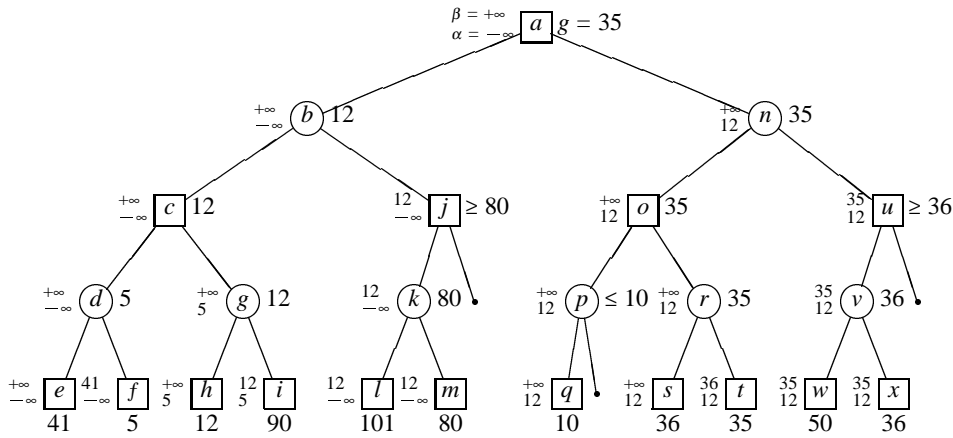 β = +∞
α = −∞ a g = 35
+∞
−∞ b 12
+∞
12 n 35
+∞
−∞ c 12
12
−∞ j ≥ 80
+∞
12 o 35
35
12 u ≥ 36
+∞
−∞ d 5
+∞
5 g 12
12
−∞ k 80
+∞
12 p ≤ 10
+∞
12 r 35
35
12 v 36
+∞
−∞ e
41
41
−∞ f
5
+∞
5 h
12
12
5 i
90
12
−∞ l
101
12
−∞ m
80
+∞
12 q
10
+∞
12 s
36
36
12 t
35
35
12 w
50
35
12 x
36